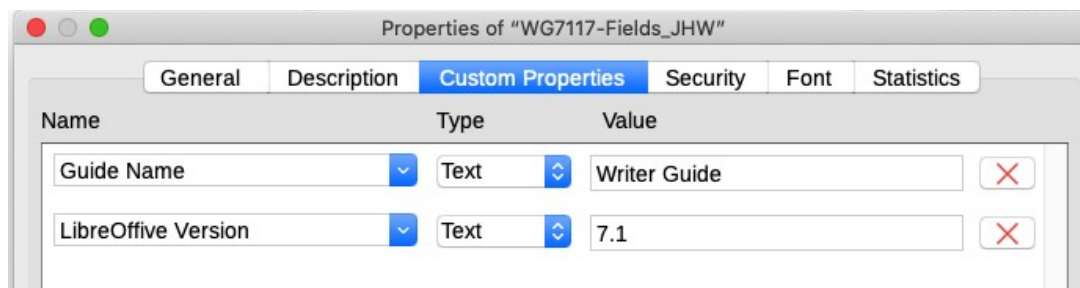 Properties of “WG7117-Fields_JHW”
General Description Custom Properties Security Font Statistics
Name Type Value
Guide Name Text Writer Guide
LibreOffive Version Text 7.1